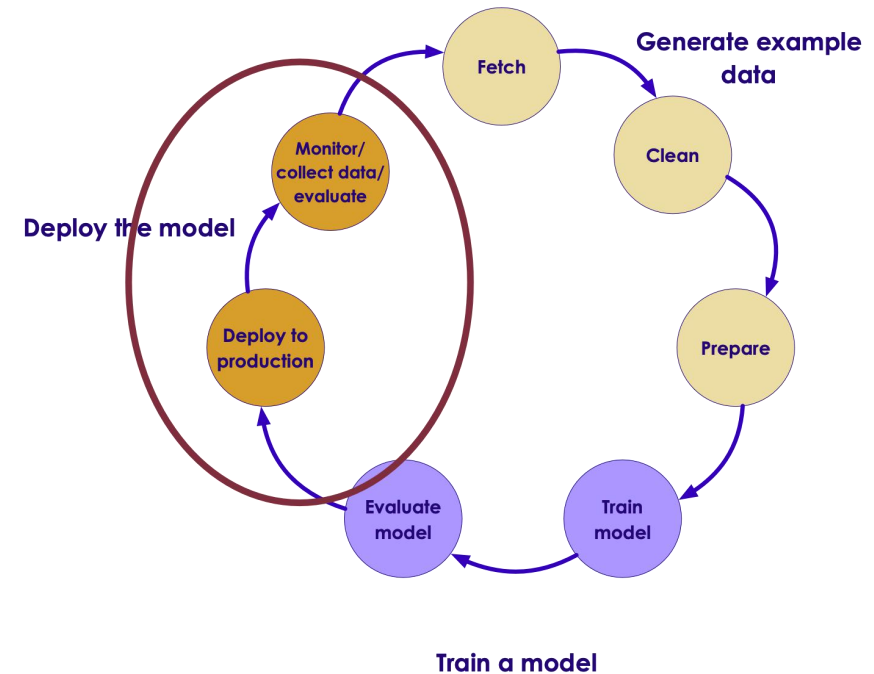 Fetch
Generate example
data
Clean
Prepare
Train
model
Train a model
Evaluate
model
Deploy to
production
Deploy the model
Monitor/
collect data/
evaluate